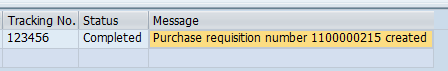 Tracking No. Status Message
123456 Completed Purchase requisition number 1100000215 created